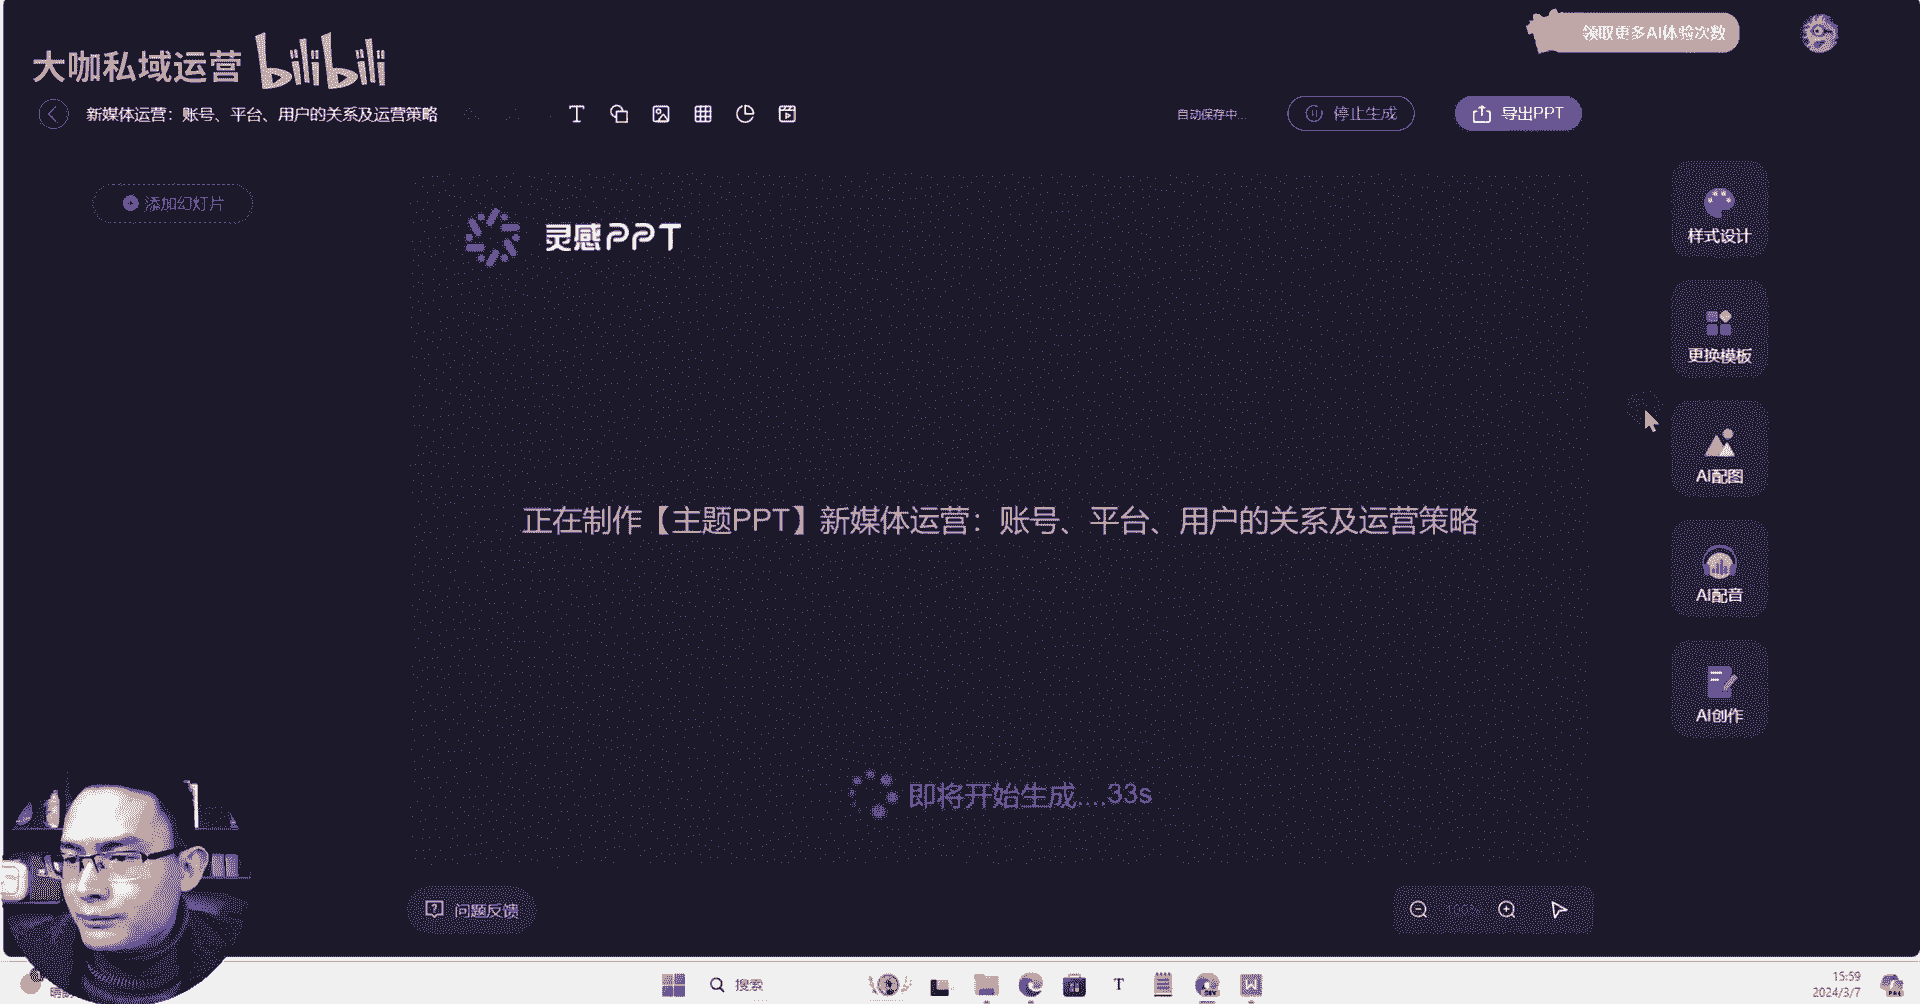 领取更多AI体验次数
大咖私域运营 bilibili
新媒体运营：账号、平台、用户的关系及运营策略
自动保存中...
停止生成
导出PPT
添加幻灯片
灵感PPT
样式设计
更换模板
AI配图
AI配音
AI创作
正在制作【主题PPT】新媒体运营：账号、平台、用户的关系及运营策略
即将开始生成....33s
问题反馈
100%
搜索
15:59
2024/3/7